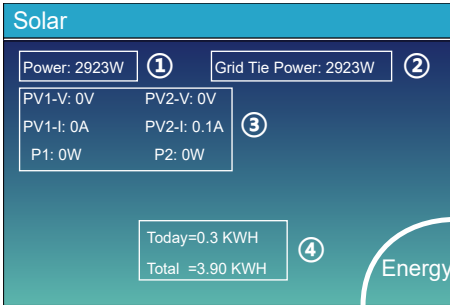 Solar
Power: 2923W ① Grid Tie Power: 2923W ②
PV1-V: 0V PV2-V: 0V
PV1-I: 0A PV2-I: 0.1A ③
P1: 0W P2: 0W
Today=0.3 KWH
④
Total =3.90 KWH
Energy